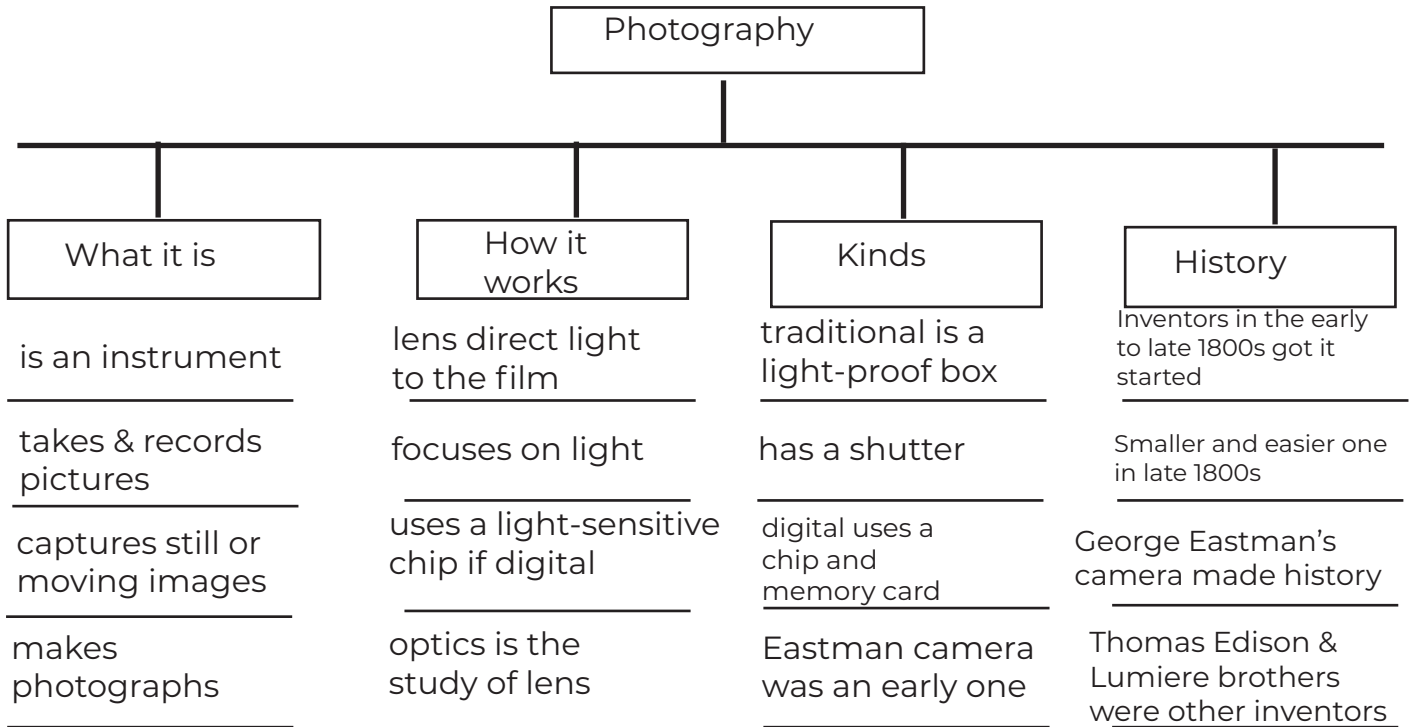 Photography
What it is
is an instrument
takes & records
pictures
captures still or
moving images
makes
photographs
How it
works
lens direct light
to the film
focuses on light
uses a light-sensitive
chip if digital
optics is the
study of lens
Kinds
traditional is a
light-proof box
has a shutter
digital uses a
chip and
memory card
Eastman camera
was an early one
History
Inventors in the early
to late 1800s got it
started
Smaller and easier one
in late 1800s
George Eastman’s
camera made history
Thomas Edison &
Lumiere brothers
were other inventors